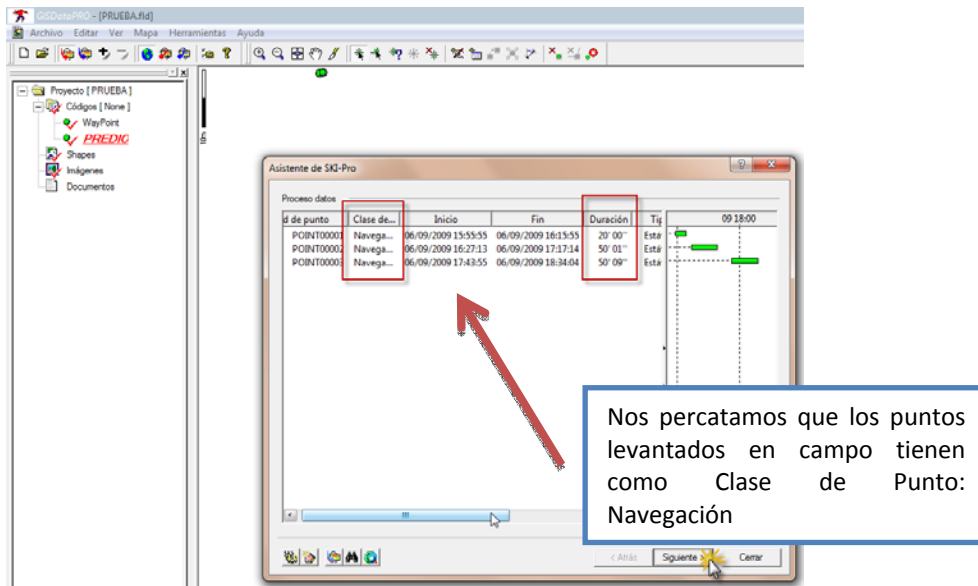 GISDataPRO - [PRUEBA.fld]
Archivo Editar Ver Mapa Herramientas Ayuda
Proyecto [ PRUEBA ]
Códigos [ None ]
WayPoint
PREDIO
Shapes
Imágenes
Documentos
Asistente de SKI-Pro
Proceso datos
d de punto Clase de... Inicio Fin Duración Tip 09 18:00
POINT00001 Navega... 06/09/2009 15:55:55 06/09/2009 16:15:55 20' 00" Está
POINT00002 Navega... 06/09/2009 16:27:13 06/09/2009 17:17:14 50' 01" Está
POINT00003 Navega... 06/09/2009 17:43:55 06/09/2009 18:34:04 50' 09" Está
Nos percatamos que los puntos
levantados en campo tienen
como Clase de Punto:
Navegación
< Atrás Siguiente > Cerrar